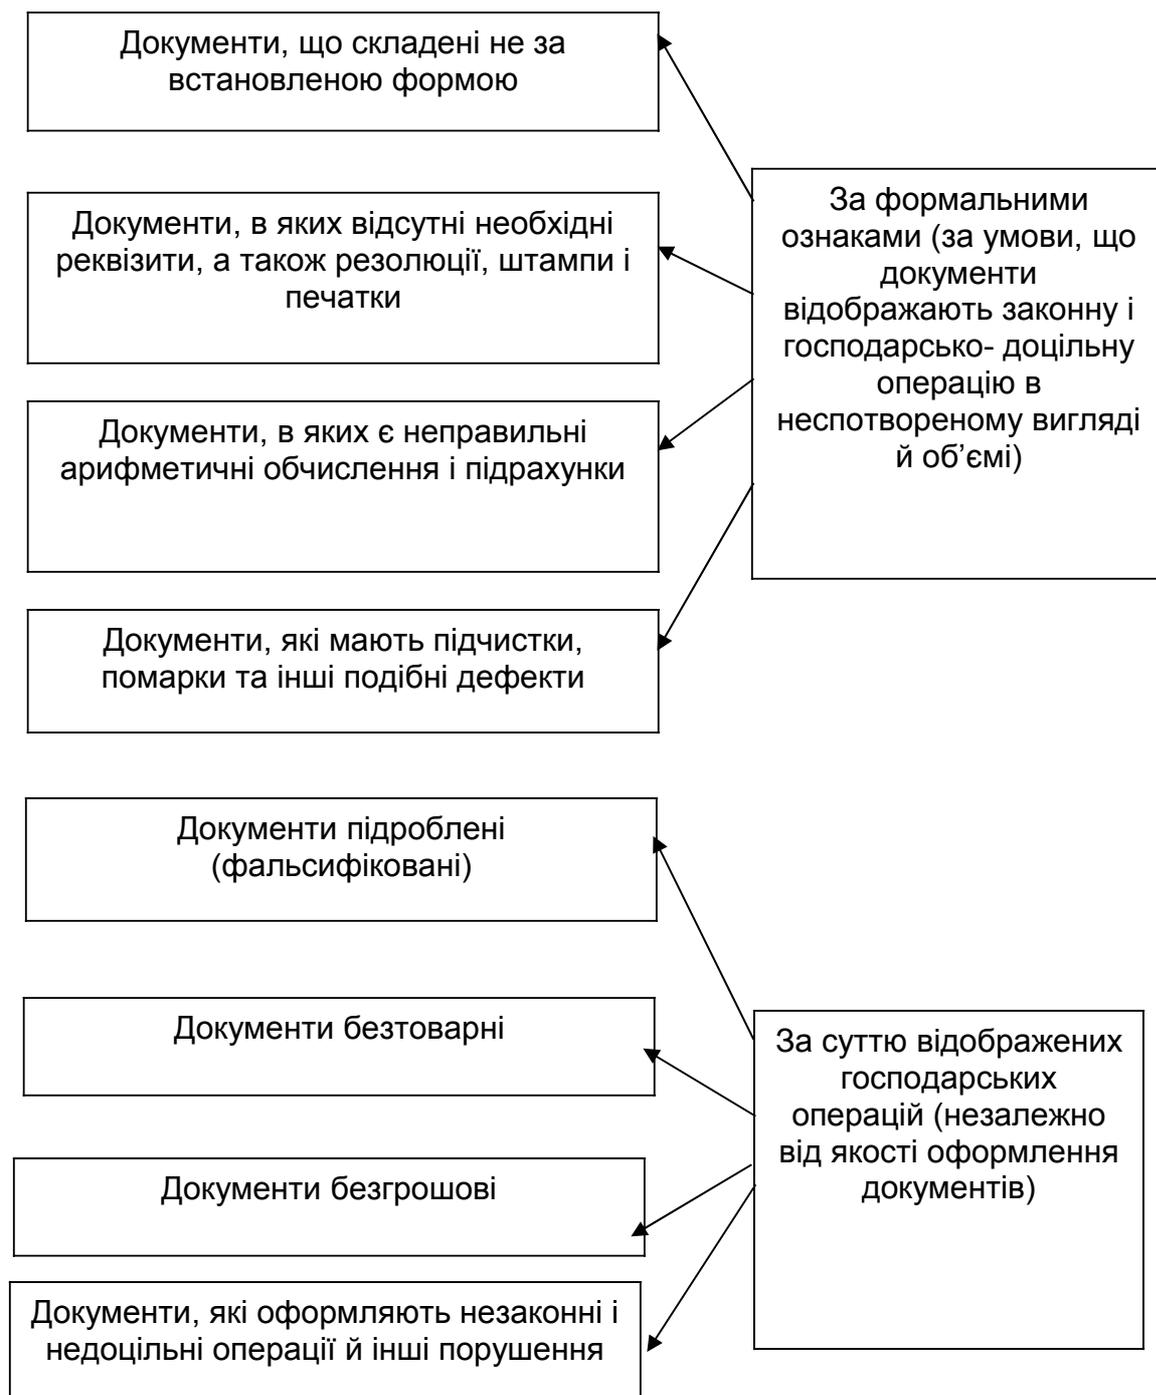 Документи, що складені не за
встановленою формою
Документи, в яких відсутні необхідні
реквізити, а також резолюції, штампи і
печатки
Документи, в яких є неправильні
арифметичні обчислення і підрахунки
Документи, які мають підчистки,
помарки та інші подібні дефекти
За формальними
ознаками (за умови, що
документи
відображають законну і
господарсько- доцільну
операцію в
неспотвореному вигляді
й об’ємі)
Документи підроблені
(фальсифіковані)
Документи безтоварні
Документи безгрошові
Документи, які оформляють незаконні і
недоцільні операції й інші порушення
За суттю відображених
господарських
операцій (незалежно
від якості оформлення
документів)